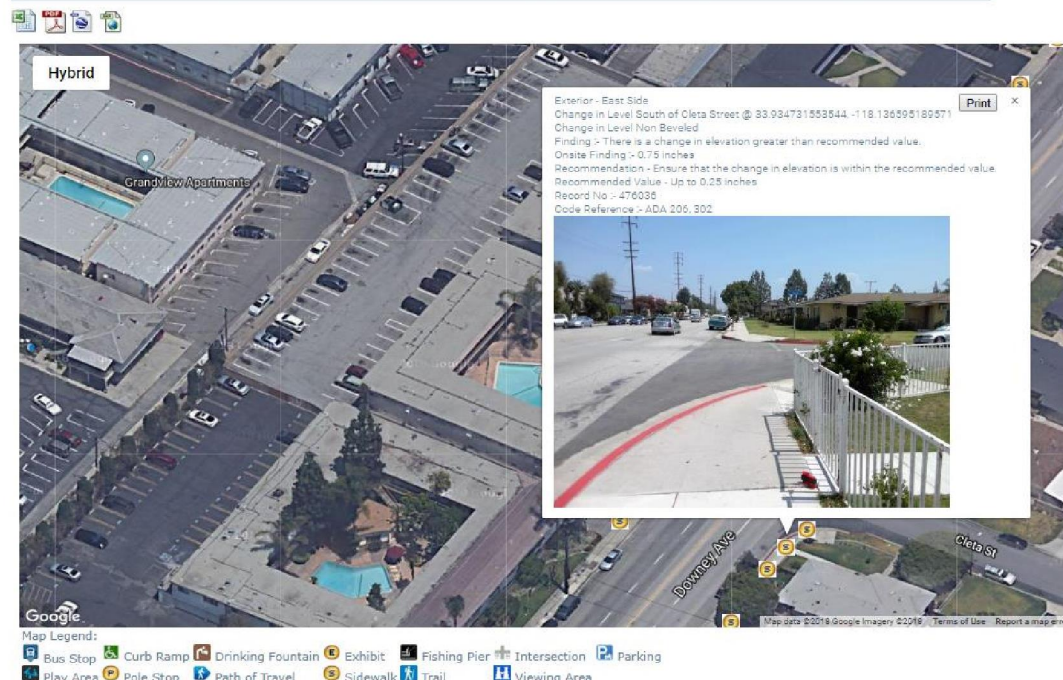 Hybrid
Grandview Apartments
Print ×
Exterior - East Side
Change in Level South of Cleta Street @ 33.934731553544, -118.136595189571
Change in Level Non Beveled
Finding :- There is a change in elevation greater than recommended value.
Onsite Finding :- 0.75 inches
Recommendation - Ensure that the change in elevation is within the recommended value.
Recommended Value - Up to 0.25 inches
Record No :- 476036
Code Reference :- ADA 206, 302
Downey Ave
Cleta St
Google
Map data ©2018 Google Imagery ©2018 Terms of Use Report a map
Map Legend:
Bus Stop Curb Ramp Drinking Fountain E Exhibit Fishing Pier Intersection P Parking
Play Area P Pole Stop Path of Travel S Sidewalk Trail H Viewing Area